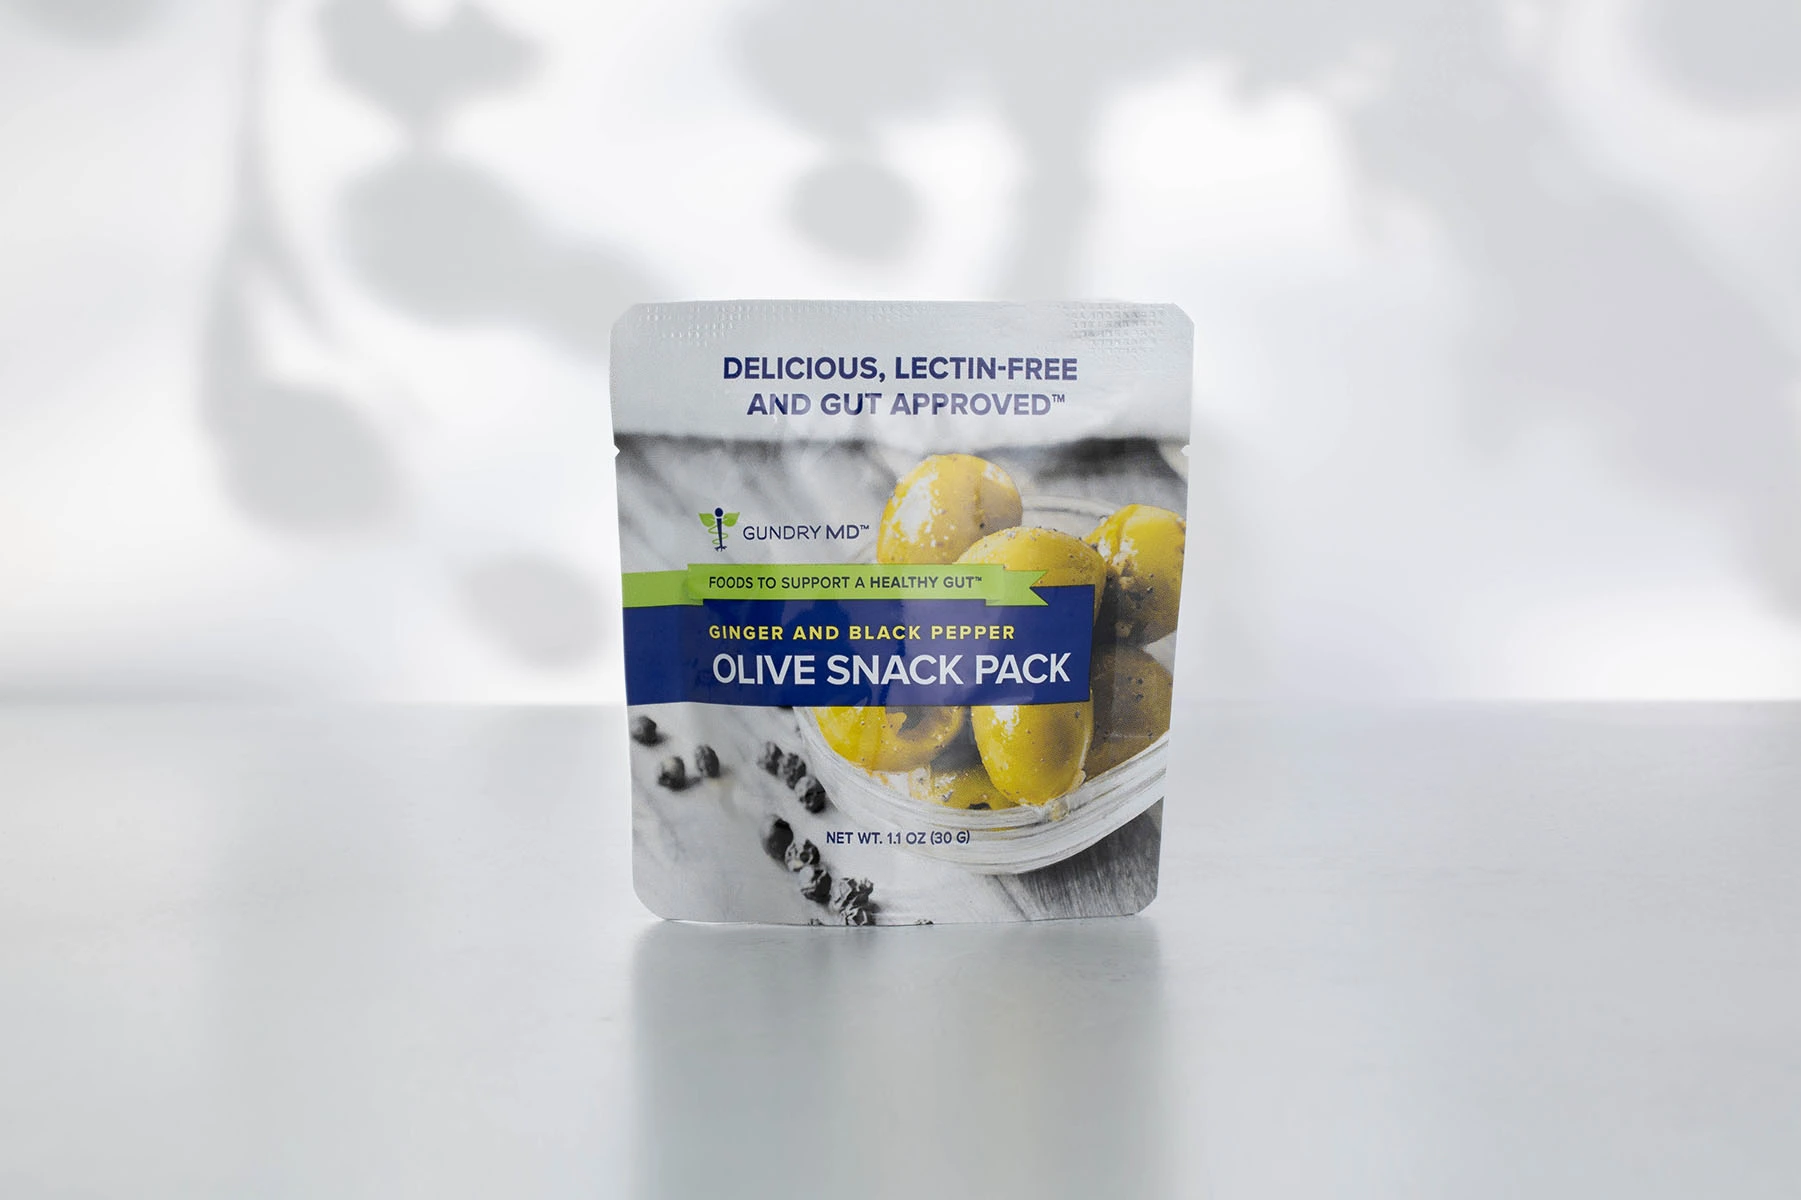 DELICIOUS, LECTIN-FREE
AND GUT APPROVED™
GUNDRY MD™
FOODS TO SUPPORT A HEALTHY GUT™
GINGER AND BLACK PEPPER
OLIVE SNACK PACK
NET WT. 1.1 OZ (30 G)